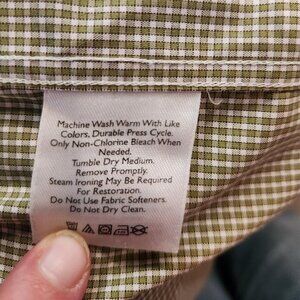 Machine Wash Warm With Like
Colors, Durable Press Cycle.
Only Non-Chlorine Bleach When
Needed.
Tumble Dry Medium.
Remove Promptly.
Steam Ironing May Be Required
For Restoration.
Do Not Use Fabric Softeners.
Do Not Dry Clean.